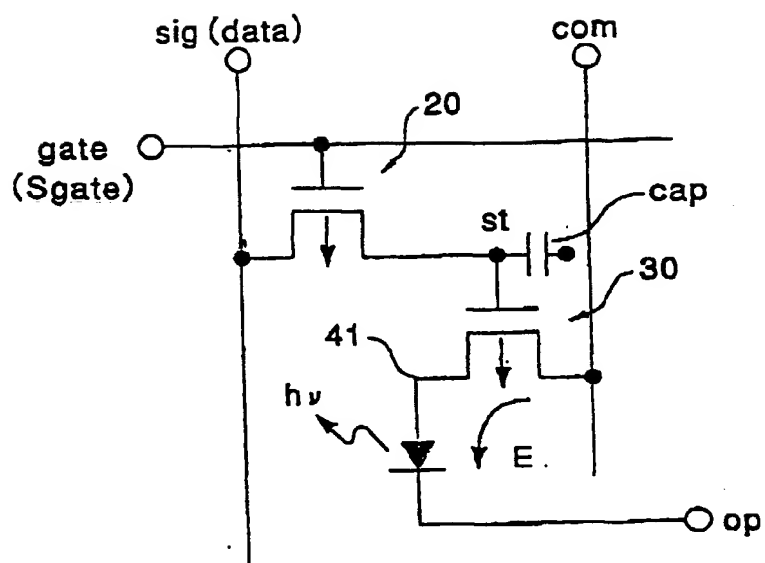 sig (data)
com
20
gate
(Sgate)
st
cap
30
41
hν
E
op